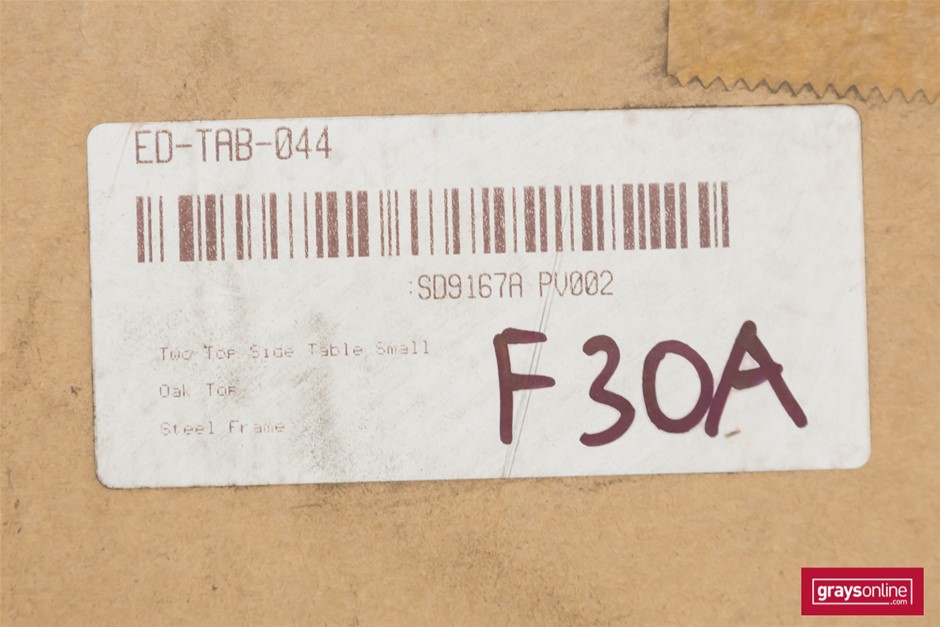 ED-TAB-044
:SD9167A PV002
Two Top Side Table Small
Oak Top
Steel Frame
F30A
graysonline
.com